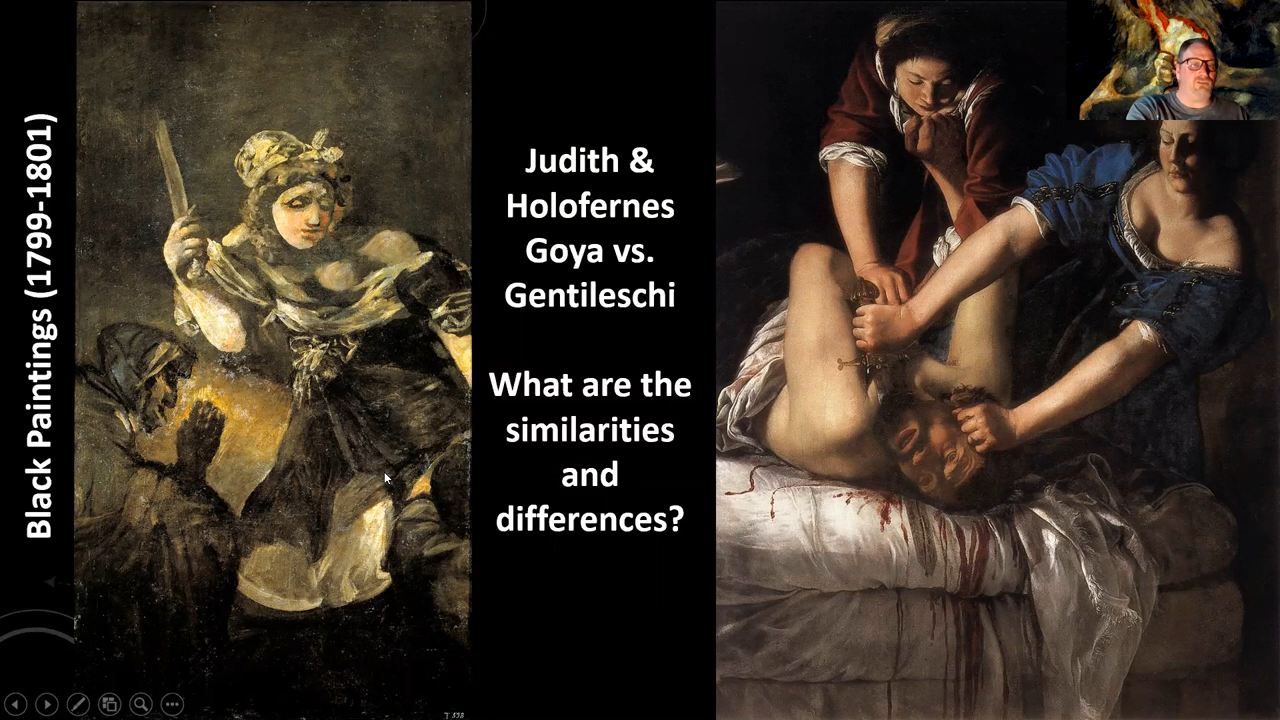 Black Paintings (1799-1801)
Judith &
Holofernes
Goya vs.
Gentileschi
What are the
similarities
and
differences?